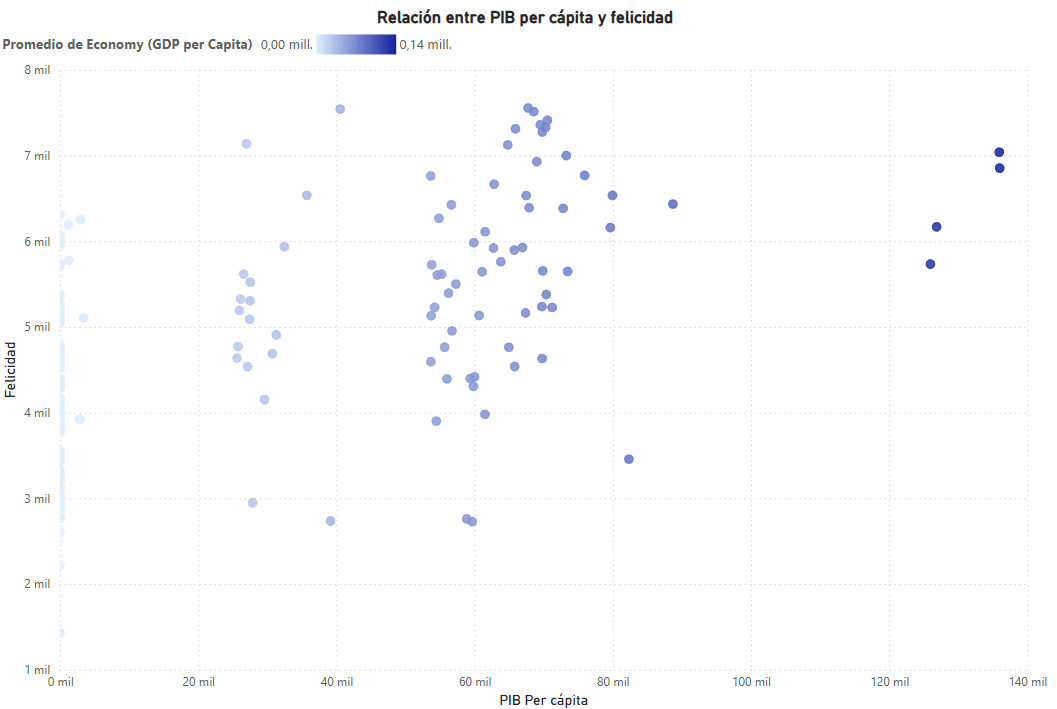 Relación entre PIB per cápita y felicidad
Promedio de Economy (GDP per Capita) 0,00 mill. 0,14 mill.
8 mil
7 mil
6 mil
5 mil
4 mil
3 mil
2 mil
1 mil
Felicidad
0 mil 20 mil 40 mil 60 mil 80 mil 100 mil 120 mil 140 mil
PIB Per cápita